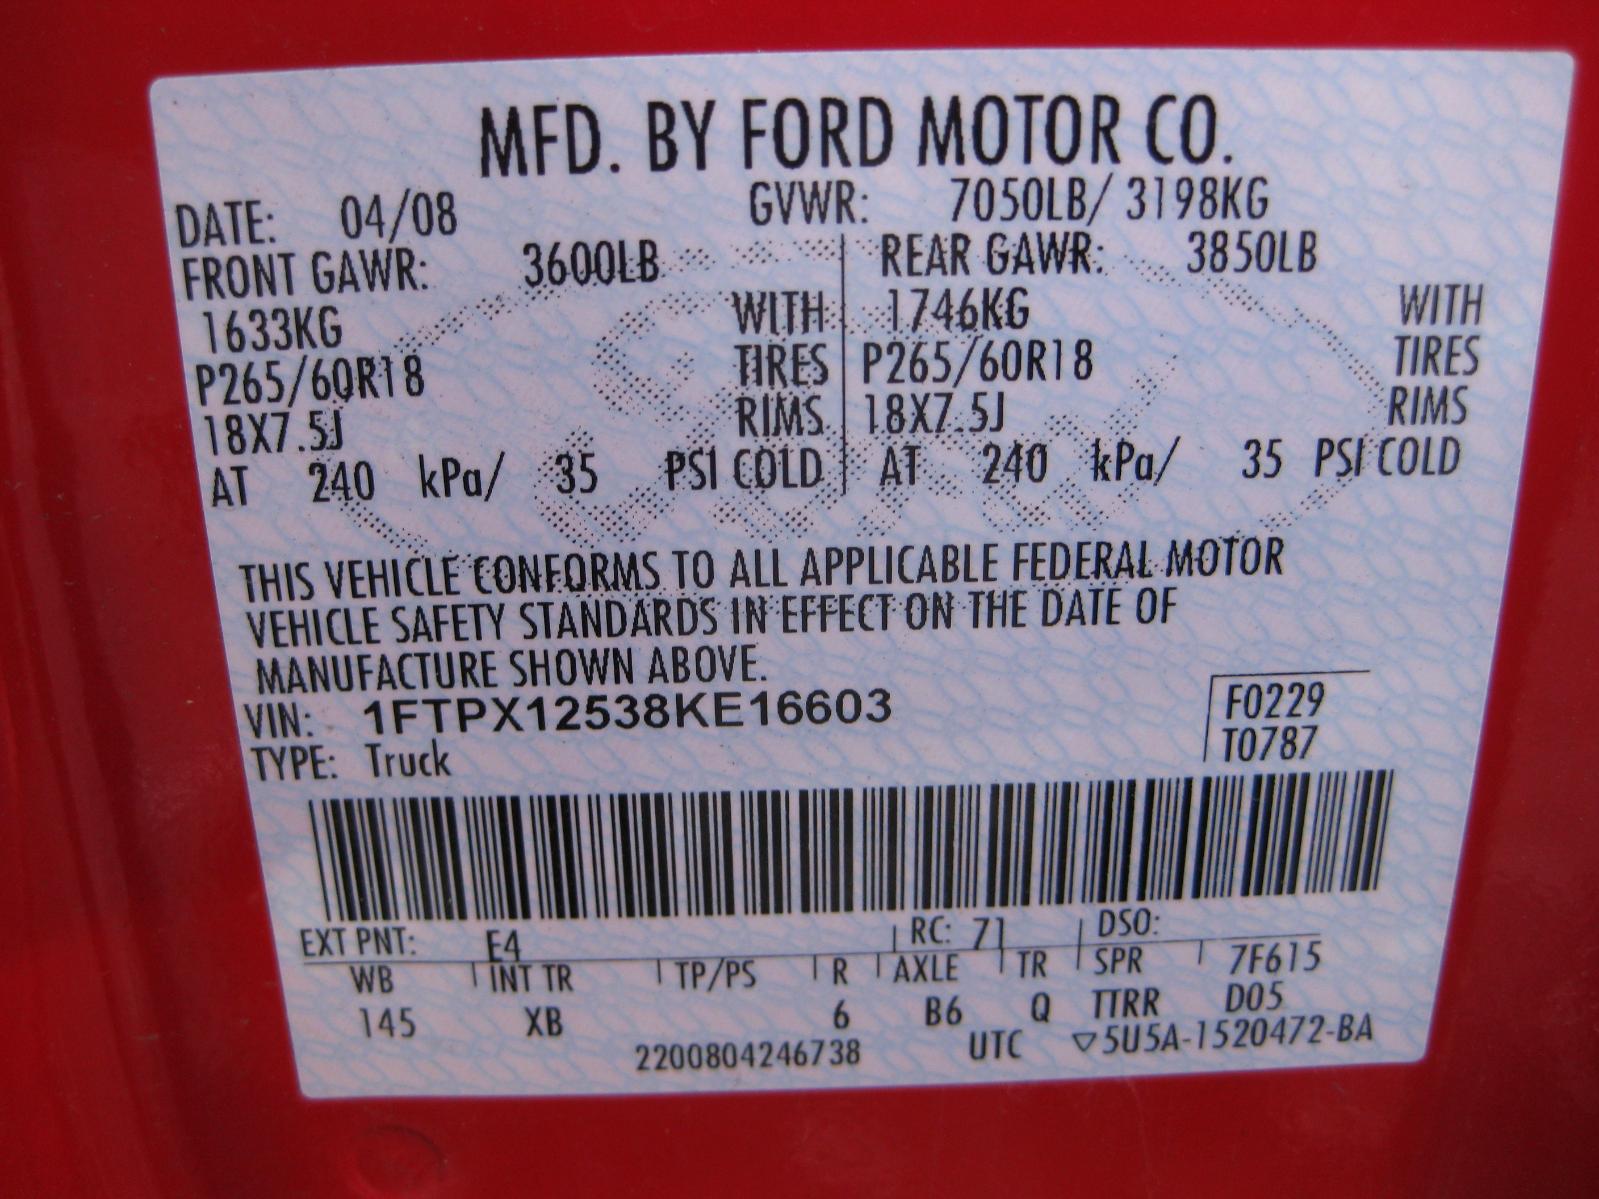 MFD. BY FORD MOTOR CO.
DATE: 04/08 GVWR: 7050LB/ 3198KG
FRONT GAWR: 3600LB REAR GAWR: 3850LB
1633KG WITH 1746KG WITH
P265/60R18 TIRES P265/60R18 TIRES
18X7.5J RIMS 18X7.5J RIMS
AT 240 kPa/ 35 PSI COLD AT 240 kPa/ 35 PSI COLD
THIS VEHICLE CONFORMS TO ALL APPLICABLE FEDERAL MOTOR
VEHICLE SAFETY STANDARDS IN EFFECT ON THE DATE OF
MANUFACTURE SHOWN ABOVE.
VIN: 1FTPX12538KE16603 F0229
TYPE: Truck T0787
EXT PNT: E4 RC: 71 DSO:
WB INT TR TP/PS R AXLE TR SPR 7F615
145 XB 6 B6 Q TTRR D05
2200804246738 UTC ▽5U5A-1520472-BA